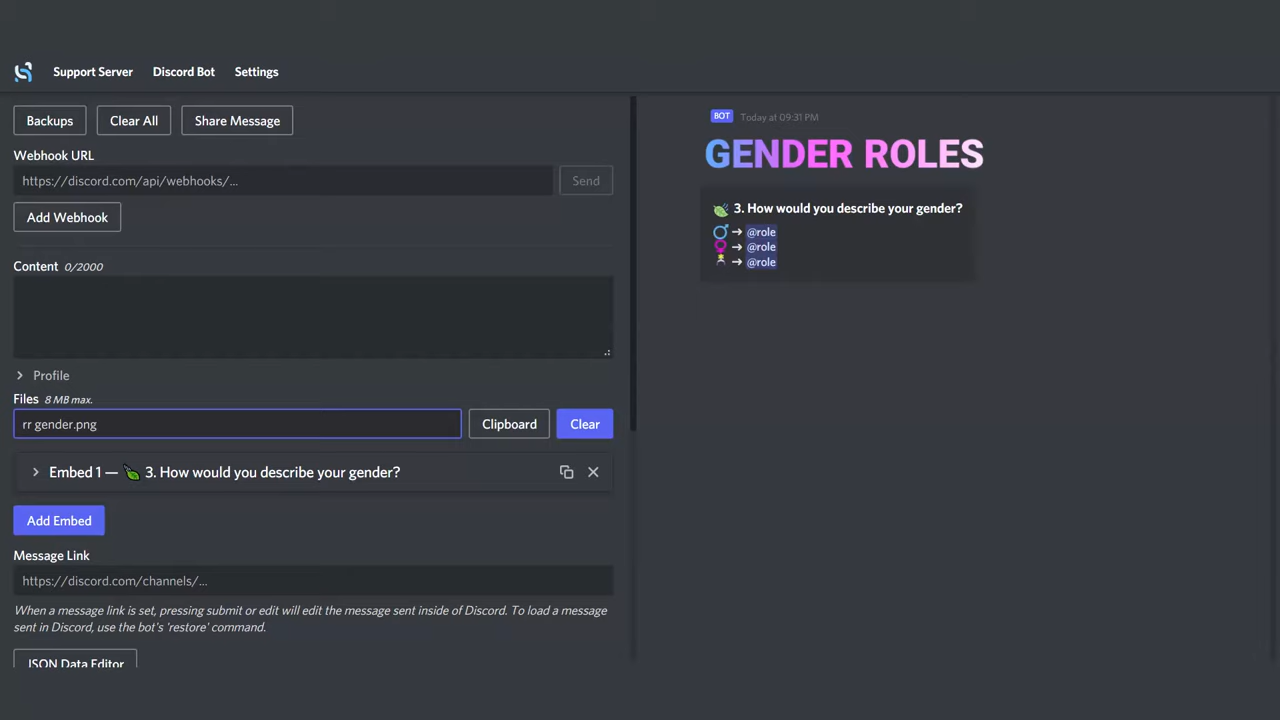 Support Server Discord Bot Settings
Backups Clear All Share Message
Webhook URL
https://discord.com/api/webhooks/... Send
Add Webhook
Content 0/2000
Profile
Files 8 MB max.
rr gender.png Clipboard Clear
Embed 1 — 3. How would you describe your gender?
Add Embed
Message Link
https://discord.com/channels/...
When a message link is set, pressing submit or edit will edit the message sent inside of Discord. To load a message
sent in Discord, use the bot's 'restore' command.
JSON Data Editor
BOT Today at 09:31 PM
GENDER ROLES
3. How would you describe your gender?
→ @role
→ @role
→ @role